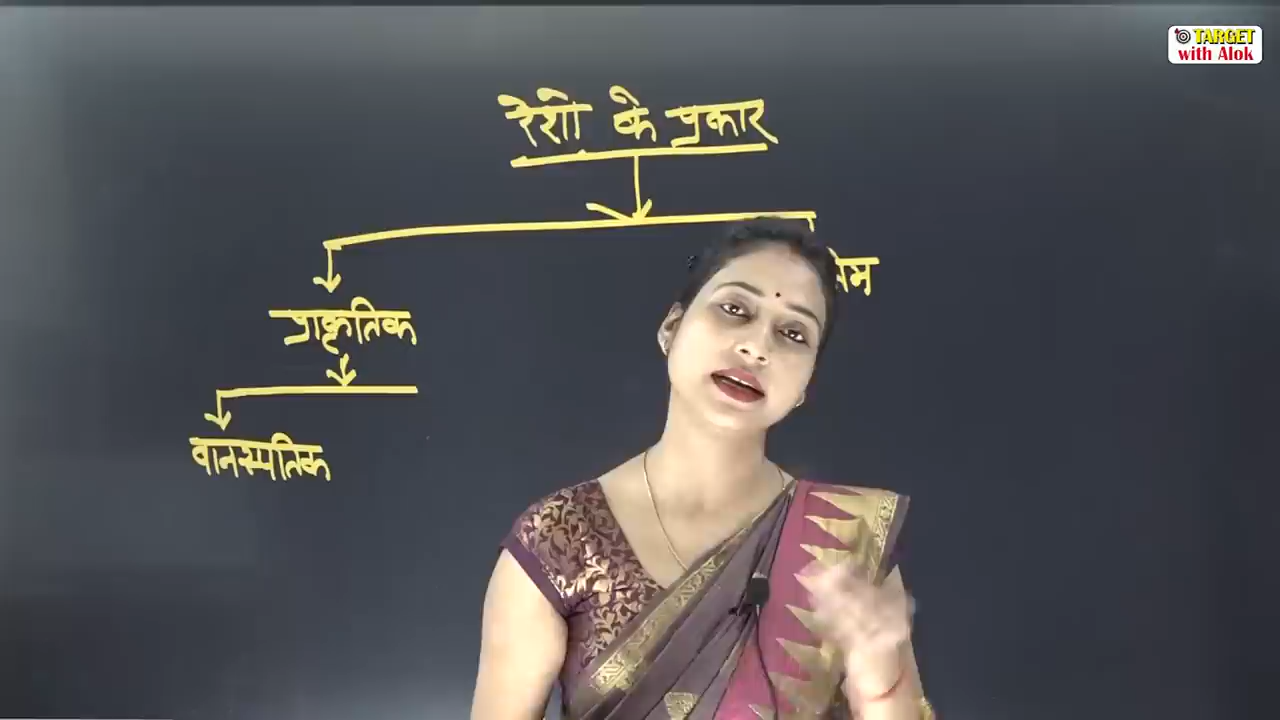 TARGET
with Alok
रेशो के प्रकार
प्राकृतिक
वानस्पतिक